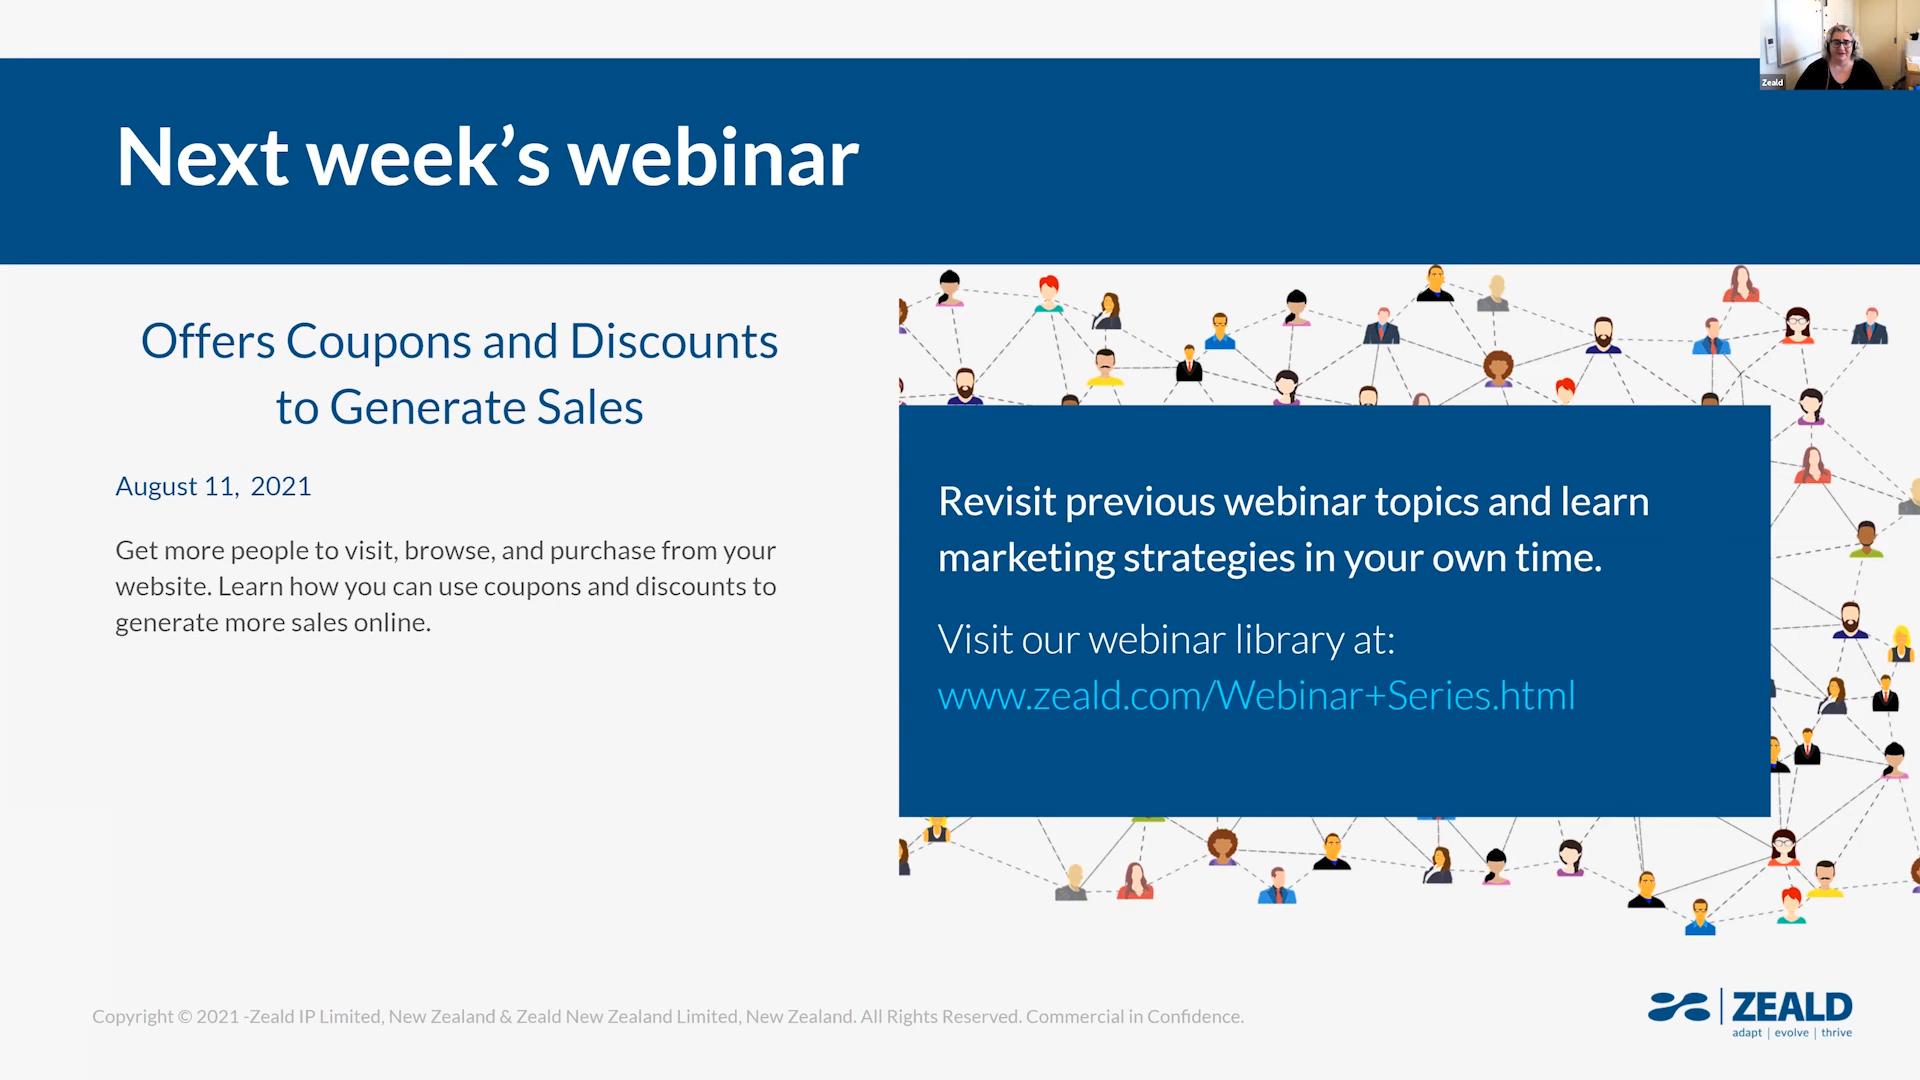 Zeald
Next week’s webinar
Offers Coupons and Discounts
to Generate Sales
August 11,  2021
Get more people to visit, browse, and purchase from your
website. Learn how you can use coupons and discounts to
generate more sales online.
Revisit previous webinar topics and learn
marketing strategies in your own time.
Visit our webinar library at:
www.zeald.com/Webinar+Series.html
Copyright © 2021 -Zeald IP Limited, New Zealand & Zeald New Zealand Limited, New Zealand. All Rights Reserved. Commercial in Confidence.
ZEALD
adapt | evolve | thrive